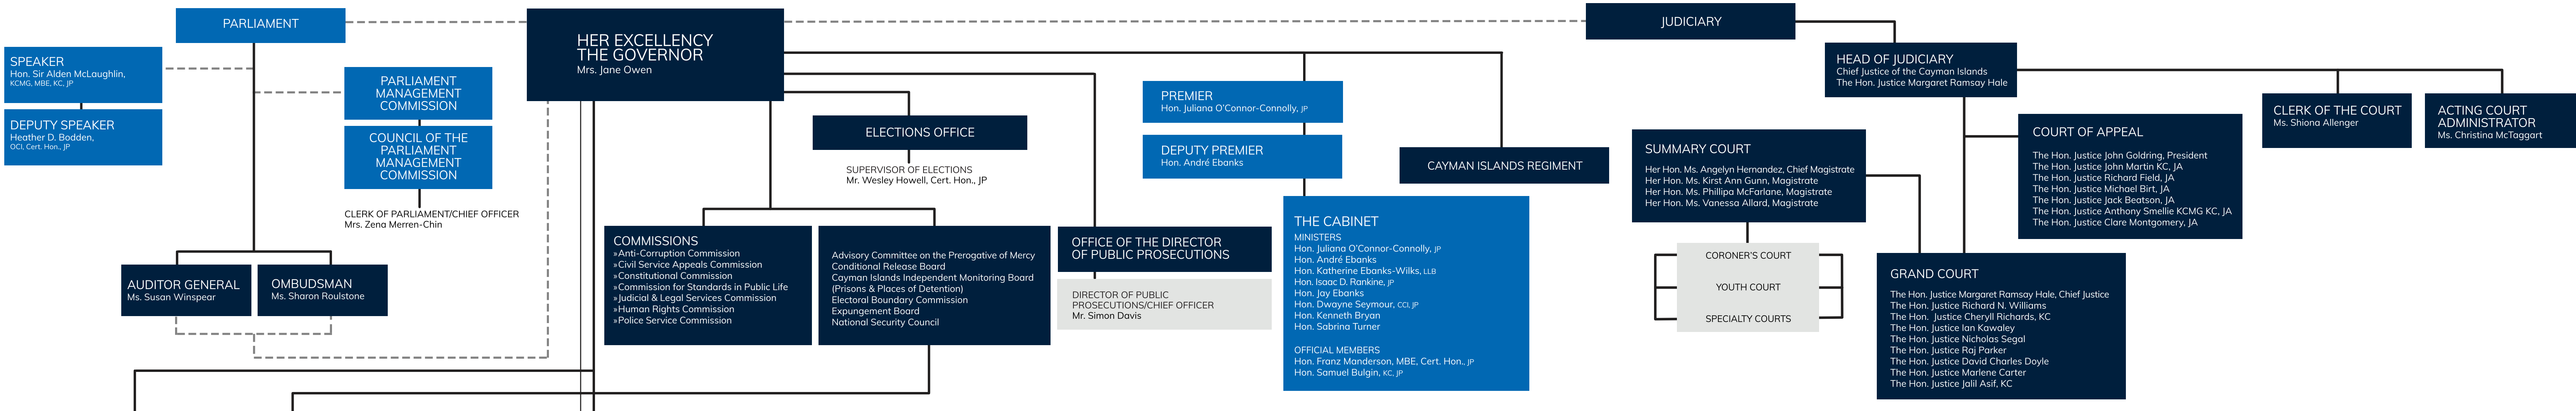 PARLIAMENT
SPEAKER
Hon. Sir Alden McLaughlin,
KCMG, MBE, KC, JP
DEPUTY SPEAKER
Heather D. Bodden,
OCI, Cert. Hon., JP
PARLIAMENT
MANAGEMENT
COMMISSION
COUNCIL OF THE
PARLIAMENT
MANAGEMENT
COMMISSION
CLERK OF PARLIAMENT/CHIEF OFFICER
Mrs. Zena Merren-Chin
AUDITOR GENERAL
Ms. Susan Winspear
OMBUDSMAN
Ms. Sharon Roulstone
HER EXCELLENCY
THE GOVERNOR
Mrs. Jane Owen
ELECTIONS OFFICE
SUPERVISOR OF ELECTIONS
Mr. Wesley Howell, Cert. Hon., JP
COMMISSIONS
»Anti-Corruption Commission
»Civil Service Appeals Commission
»Constitutional Commission
»Commission for Standards in Public Life
»Judicial & Legal Services Commission
»Human Rights Commission
»Police Service Commission
Advisory Committee on the Prerogative of Mercy
Conditional Release Board
Cayman Islands Independent Monitoring Board
(Prisons & Places of Detention)
Electoral Boundary Commission
Expungement Board
National Security Council
OFFICE OF THE DIRECTOR
OF PUBLIC PROSECUTIONS
DIRECTOR OF PUBLIC
PROSECUTIONS/CHIEF OFFICER
Mr. Simon Davis
PREMIER
Hon. Juliana O'Connor-Connolly, JP
DEPUTY PREMIER
Hon. André Ebanks
THE CABINET
MINISTERS
Hon. Juliana O'Connor-Connolly, JP
Hon. André Ebanks
Hon. Katherine Ebanks-Wilks, LLB
Hon. Isaac D. Rankine, JP
Hon. Jay Ebanks
Hon. Dwayne Seymour, CCI, JP
Hon. Kenneth Bryan
Hon. Sabrina Turner
OFFICIAL MEMBERS
Hon. Franz Manderson, MBE, Cert. Hon., JP
Hon. Samuel Bulgin, KC, JP
CAYMAN ISLANDS REGIMENT
JUDICIARY
HEAD OF JUDICIARY
Chief Justice of the Cayman Islands
The Hon. Justice Margaret Ramsay Hale
SUMMARY COURT
Her Hon. Ms. Angelyn Hernandez, Chief Magistrate
Her Hon. Ms. Kirst Ann Gunn, Magistrate
Her Hon. Ms. Phillipa McFarlane, Magistrate
Her Hon. Ms. Vanessa Allard, Magistrate
CORONER'S COURT
YOUTH COURT
SPECIALTY COURTS
COURT OF APPEAL
The Hon. Justice John Goldring, President
The Hon. Justice John Martin KC, JA
The Hon. Justice Richard Field, JA
The Hon. Justice Michael Birt, JA
The Hon. Justice Jack Beatson, JA
The Hon. Justice Anthony Smellie KCMG KC, JA
The Hon. Justice Clare Montgomery, JA
GRAND COURT
The Hon. Justice Margaret Ramsay Hale, Chief Justice
The Hon. Justice Richard N. Williams
The Hon. Justice Cheryll Richards, KC
The Hon. Justice Ian Kawaley
The Hon. Justice Nicholas Segal
The Hon. Justice Raj Parker
The Hon. Justice David Charles Doyle
The Hon. Justice Marlene Carter
The Hon. Justice Jalil Asif, KC
CLERK OF THE COURT
Ms. Shiona Allenger
ACTING COURT
ADMINISTRATOR
Ms. Christina McTaggart